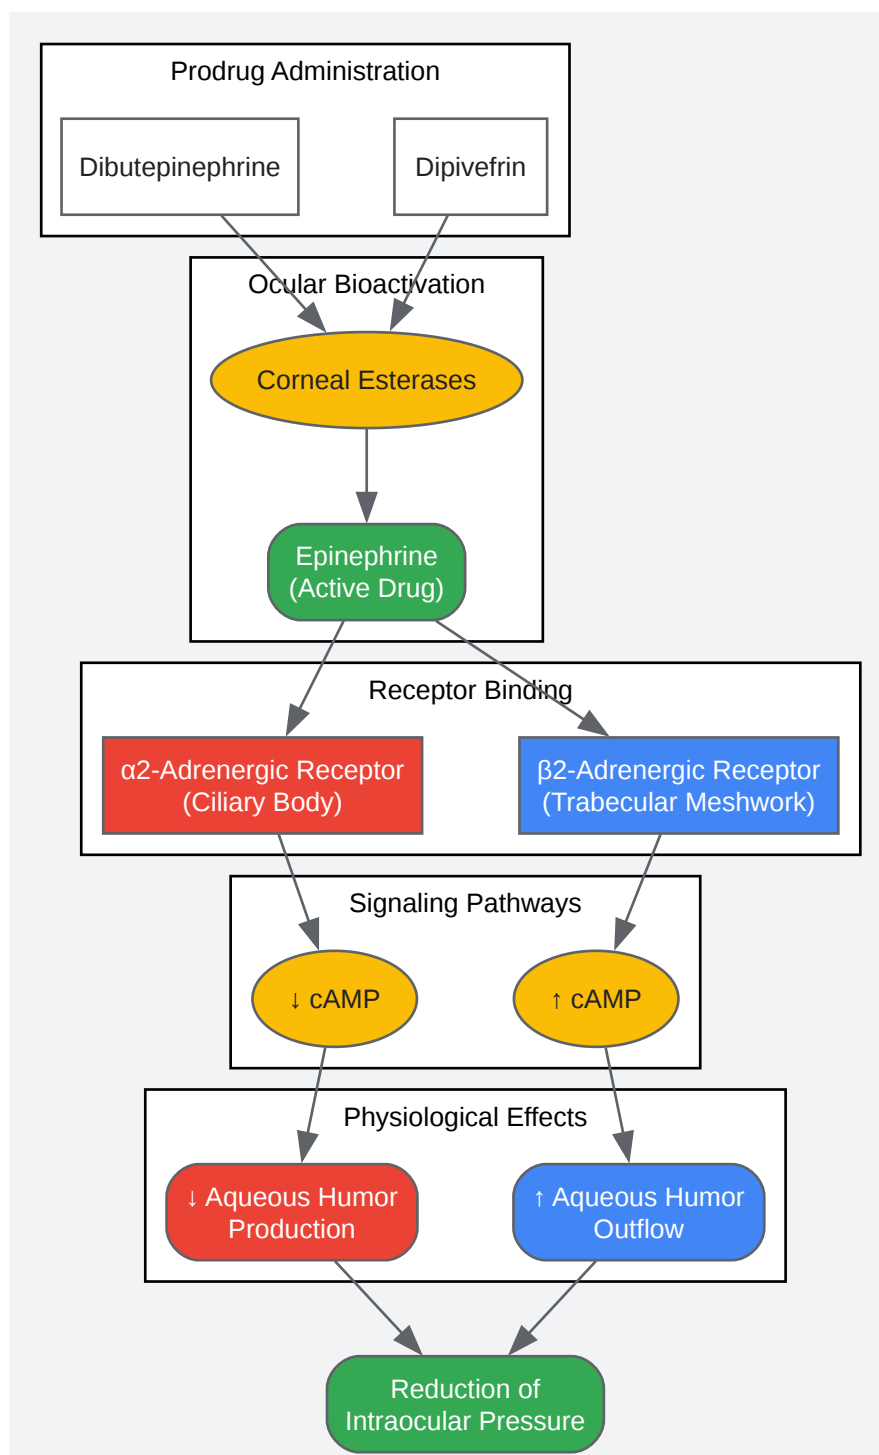 Prodrug Administration
Dibutepinephrine
Dipivefrin
Ocular Bioactivation
Corneal Esterases
Epinephrine
(Active Drug)
Receptor Binding
α2-Adrenergic Receptor
(Ciliary Body)
β2-Adrenergic Receptor
(Trabecular Meshwork)
Signaling Pathways
↓ cAMP
↑ cAMP
Physiological Effects
↓ Aqueous Humor
Production
↑ Aqueous Humor
Outflow
Reduction of
Intraocular Pressure